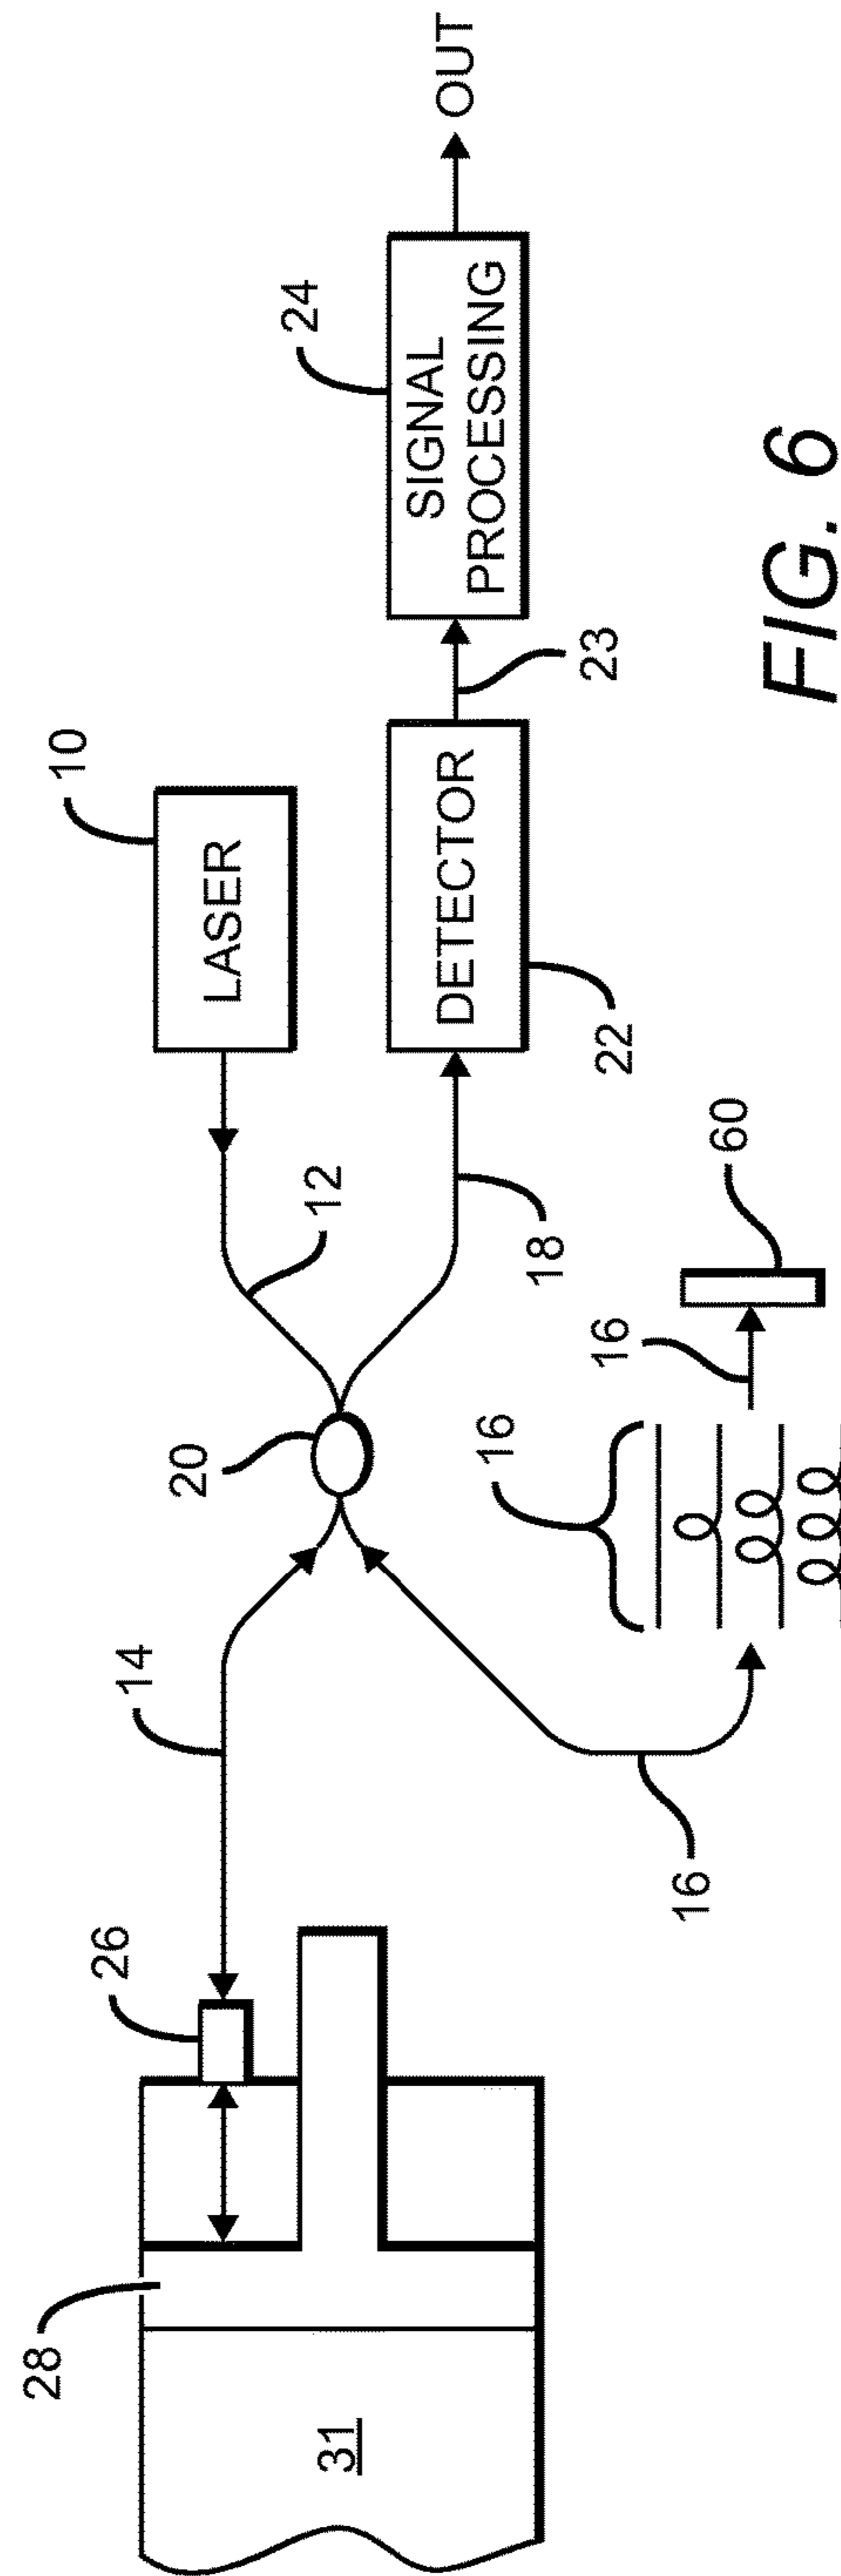 28
31
26
14
20
12
10
LASER
16
16
16
60
18
22
DETECTOR
23
24
SIGNAL
PROCESSING
OUT
FIG. 6